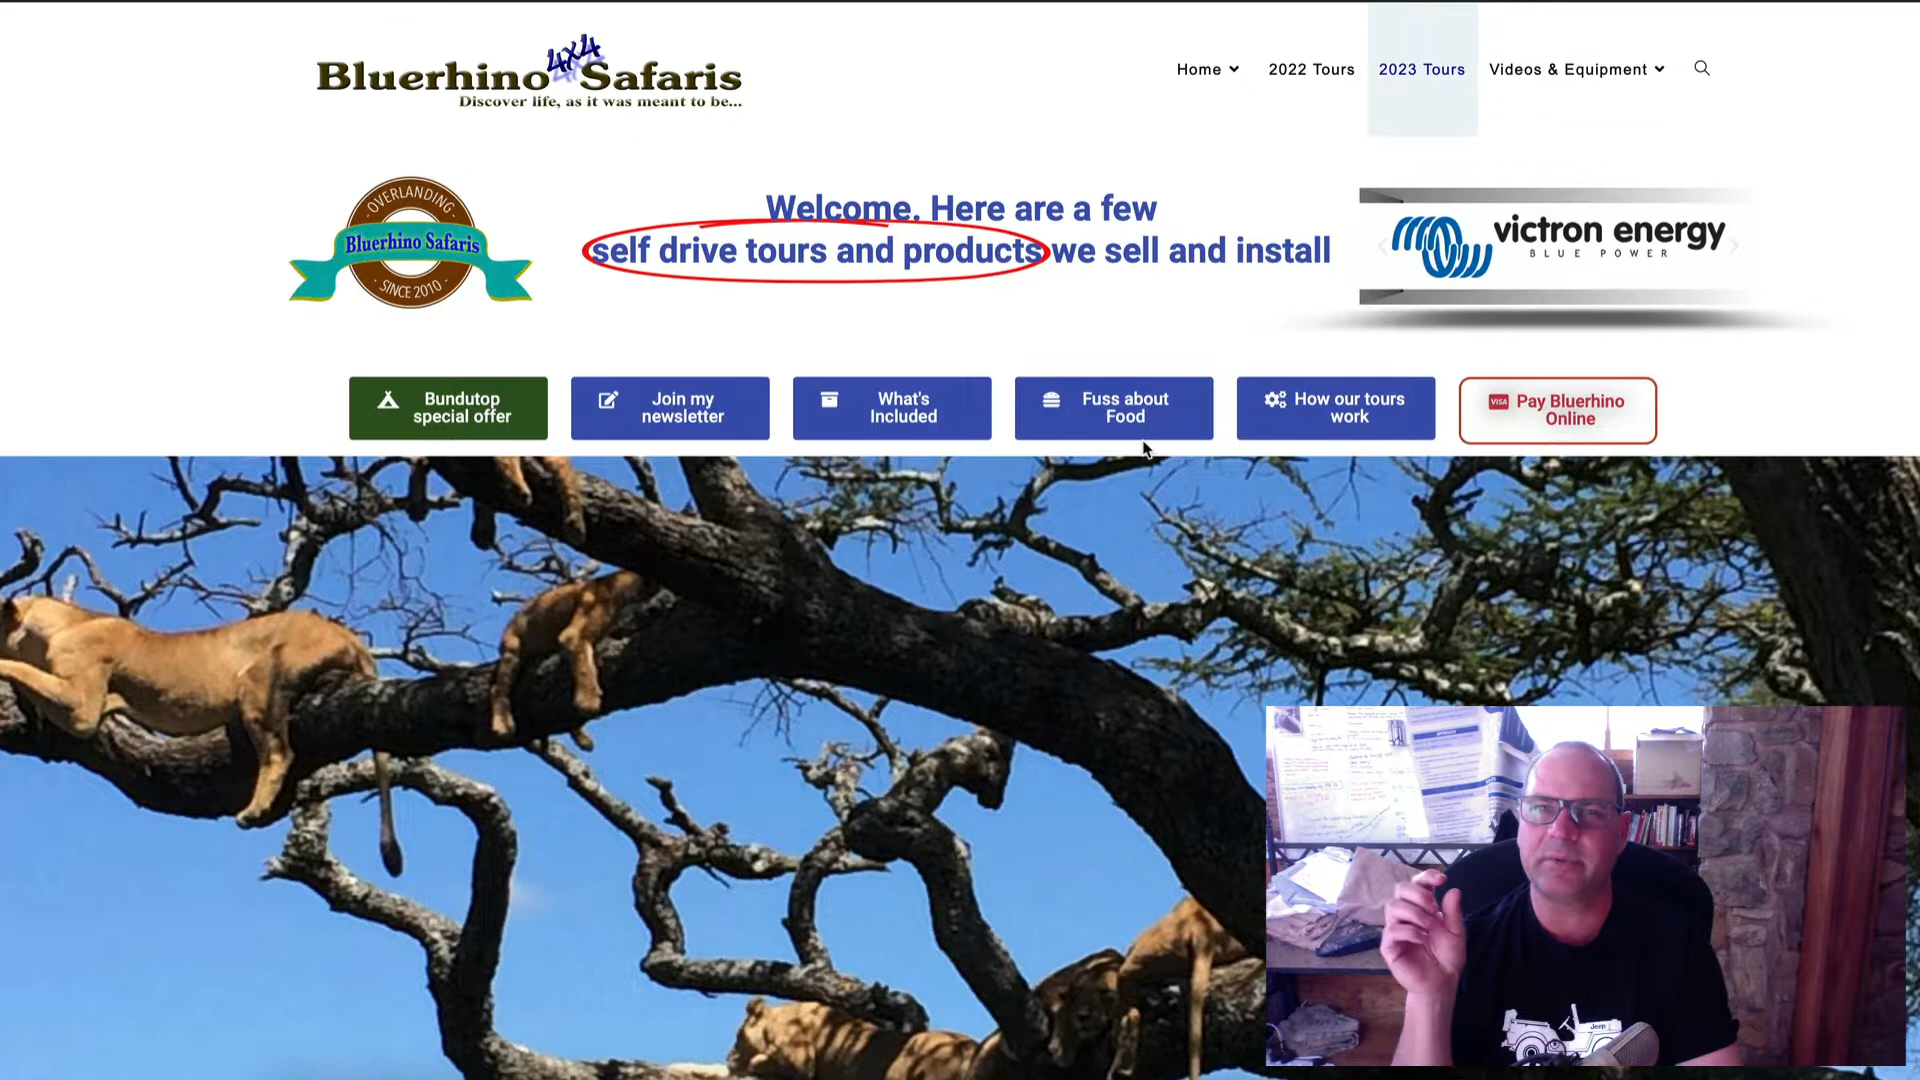 Bluerhino 4x4 Safaris
Discover life, as it was meant to be...
Home
2022 Tours
2023 Tours
Videos & Equipment
OVERLANDING
Bluerhino Safaris
SINCE 2010
Welcome. Here are a few
self drive tours and products we sell and install
victron energy
BLUE POWER
Bundutop
special offer
Join my
newsletter
What's
Included
Fuss about
Food
How our tours
work
VISA
Pay Bluerhino
Online
Jeep